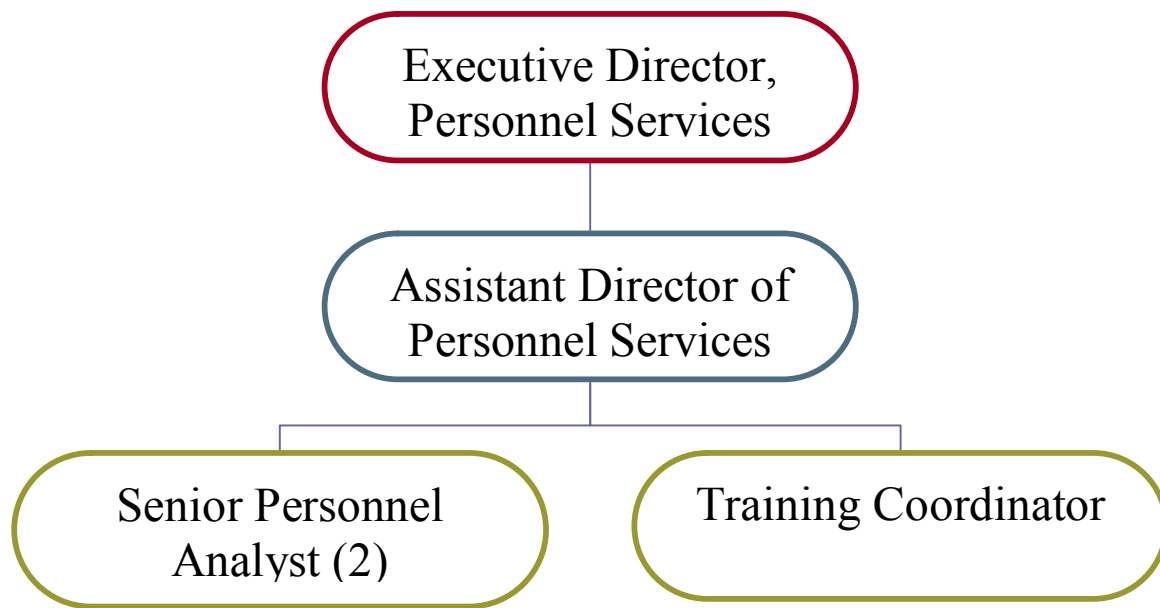 Executive Director,
Personnel Services
Assistant Director of
Personnel Services
Senior Personnel
Analyst (2)
Training Coordinator